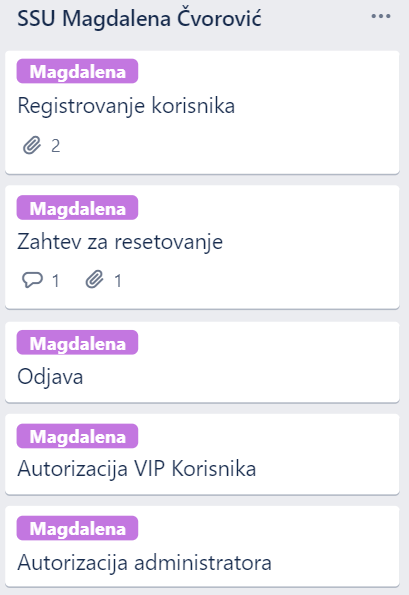 SSU Magdalena Čvorović
Magdalena
Registrovanje korisnika
2
Magdalena
Zahtev za resetovanje
1 1
Magdalena
Odjava
Magdalena
Autorizacija VIP Korisnika
Magdalena
Autorizacija administratora